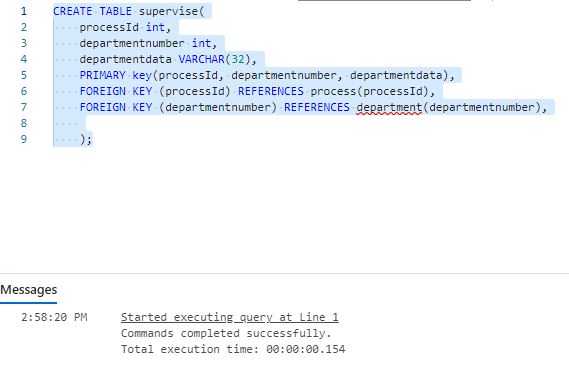 1 CREATE TABLE supervise(
2 processId int,
3 departmentnumber int,
4 departmentdata VARCHAR(32),
5 PRIMARY key(processId, departmentnumber, departmentdata),
6 FOREIGN KEY (processId) REFERENCES process(processId),
7 FOREIGN KEY (departmentnumber) REFERENCES department(departmentnumber),
8
9 );
Messages
2:58:20 PM Started executing query at Line 1
Commands completed successfully.
Total execution time: 00:00:00.154